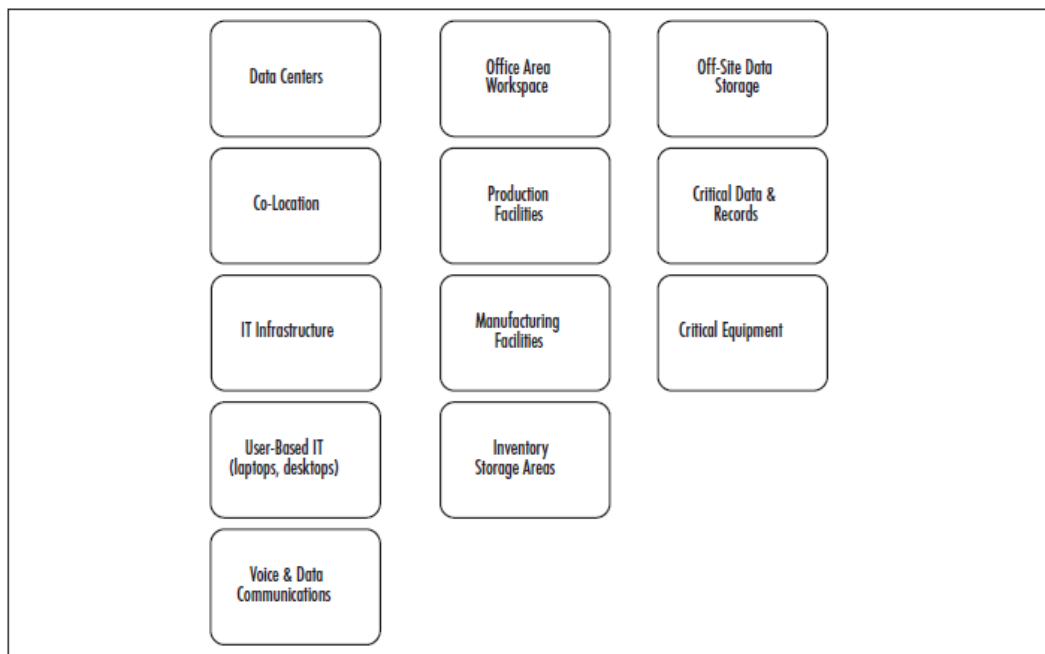 Data Centers
Office Area
Workspace
Off-Site Data
Storage
Co-Location
Production
Facilities
Critical Data &
Records
IT Infrastructure
Manufacturing
Facilities
Critical Equipment
User-Based IT
(laptops, desktops)
Inventory
Storage Areas
Voice & Data
Communications